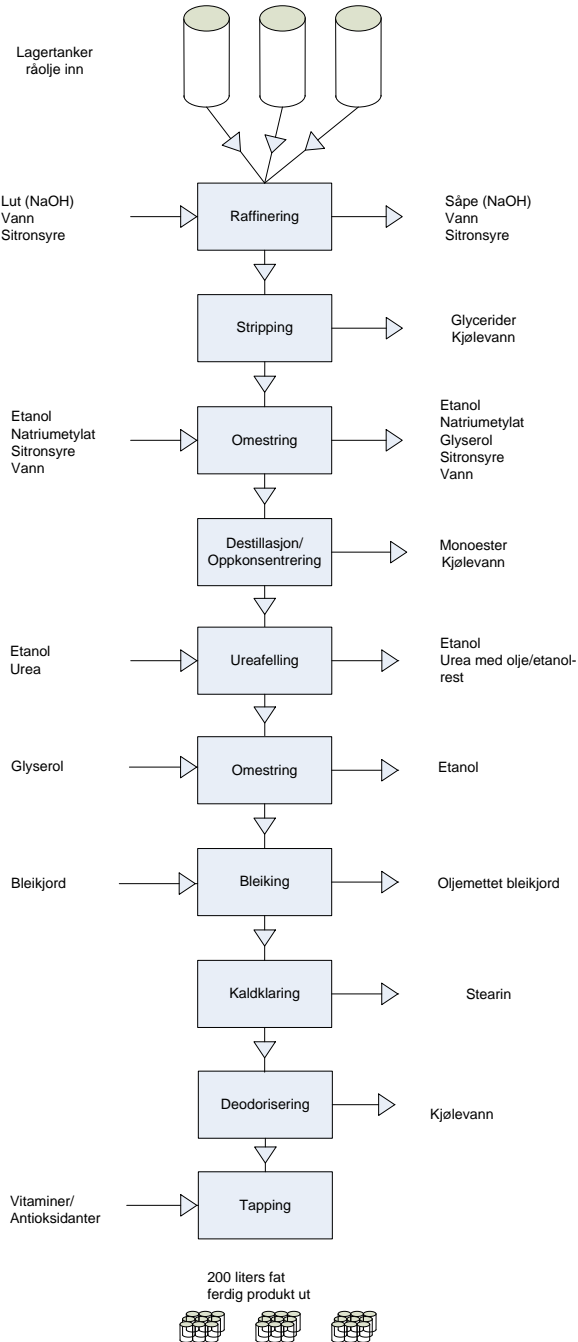 Lagertanker
råolje inn
Lut (NaOH)
Vann
Sitronsyre
Raffinering
Såpe (NaOH)
Vann
Sitronsyre
Stripping
Glycerider
Kjølevann
Etanol
Natriumetylat
Sitronsyre
Vann
Omestring
Etanol
Natriumetylat
Glyserol
Sitronsyre
Vann
Destillasjon/
Oppkonsentrering
Monoester
Kjølevann
Etanol
Urea
Ureafelling
Etanol
Urea med olje/etanol-
rest
Glyserol
Omestring
Etanol
Bleikjord
Bleiking
Oljemettet bleikjord
Kaldklaring
Stearin
Deodorisering
Kjølevann
Vitaminer/
Antioksidanter
Tapping
200 liters fat
ferdig produkt ut